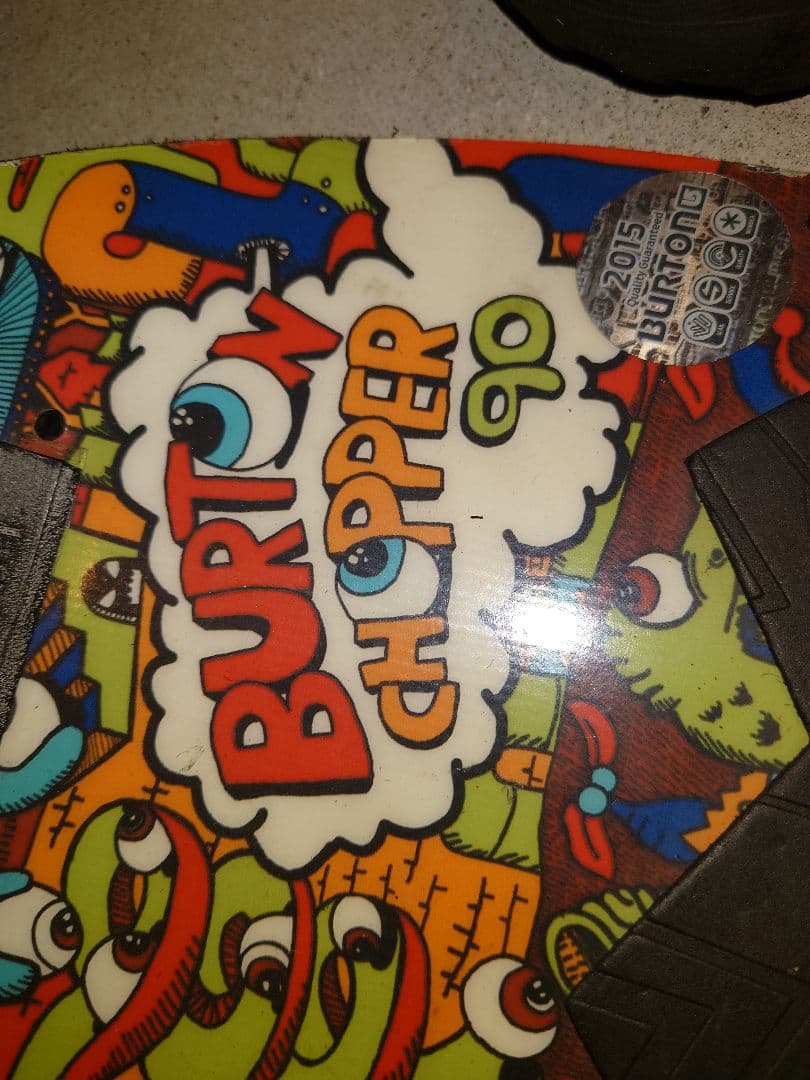 BURTON
CHOPPER
90
2015
Quality Guaranteed
BURTON